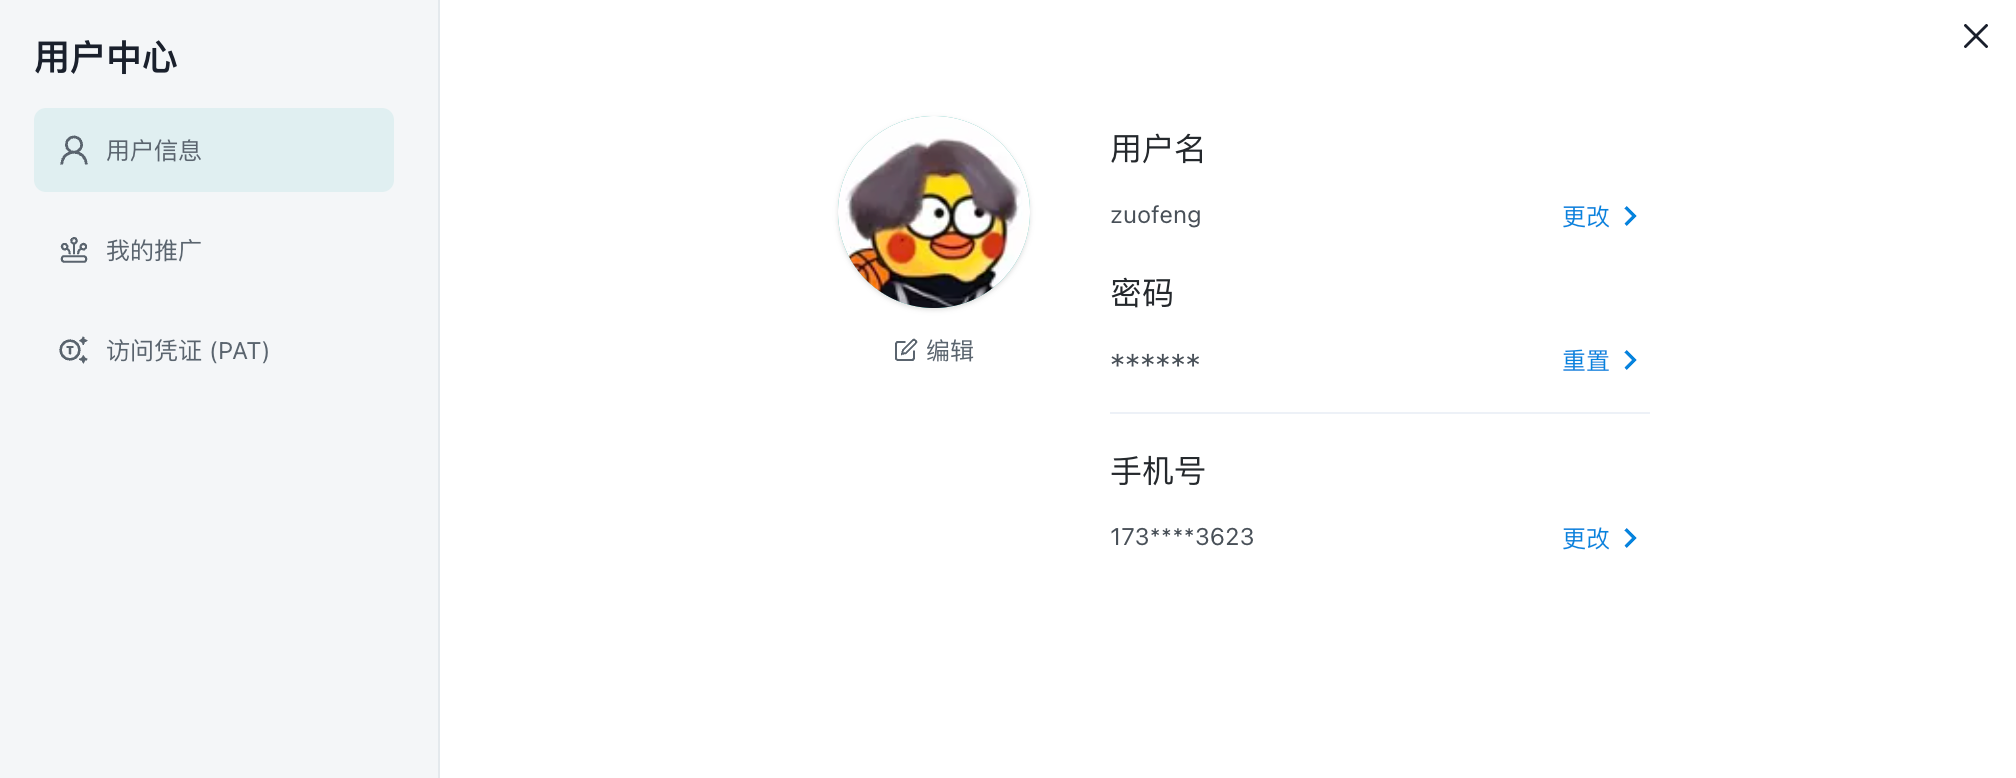 用户中心
用户信息
我的推广
访问凭证 (PAT)
编辑
用户名
zuofeng
更改
密码
******
重置
手机号
173****3623
更改